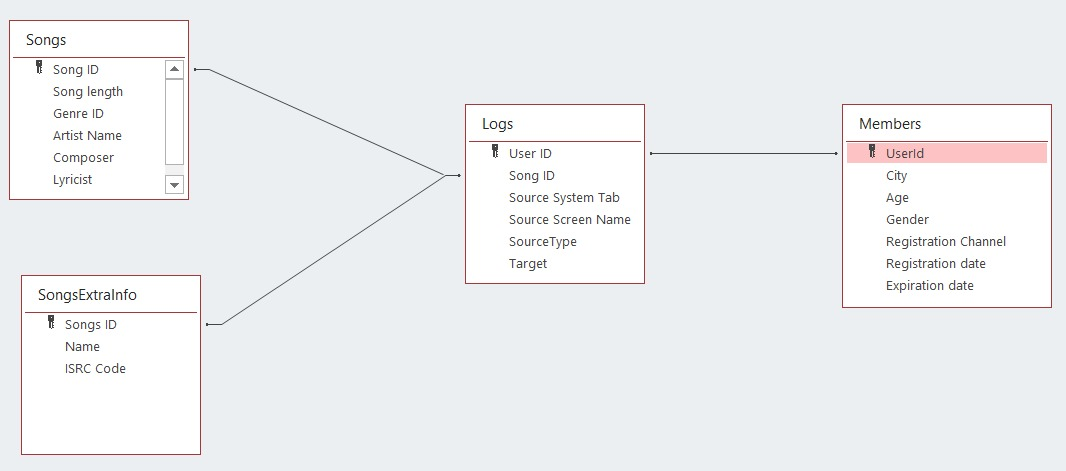 Songs
Song ID
Song length
Genre ID
Artist Name
Composer
Lyricist
SongsExtraInfo
Songs ID
Name
ISRC Code
Logs
User ID
Song ID
Source System Tab
Source Screen Name
SourceType
Target
Members
UserId
City
Age
Gender
Registration Channel
Registration date
Expiration date